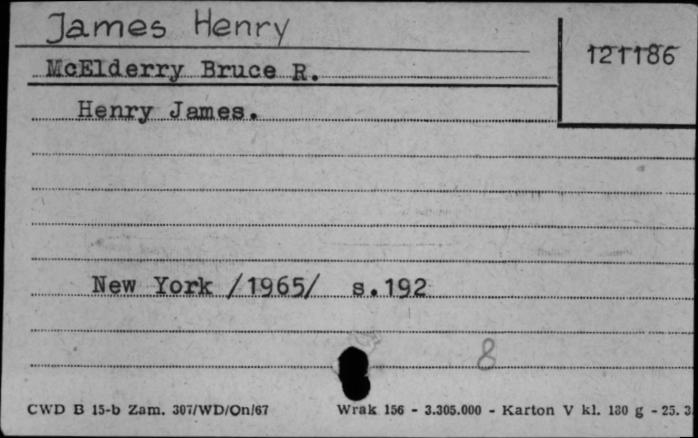 James Henry
121186
McElderry Bruce R.
Henry James.
New York /1965/ s.192
8
CWD B 15-b Zam. 307/WD/On/67 Wrak 156 - 3.305.000 - Karton V kl. 180 g - 25. 3